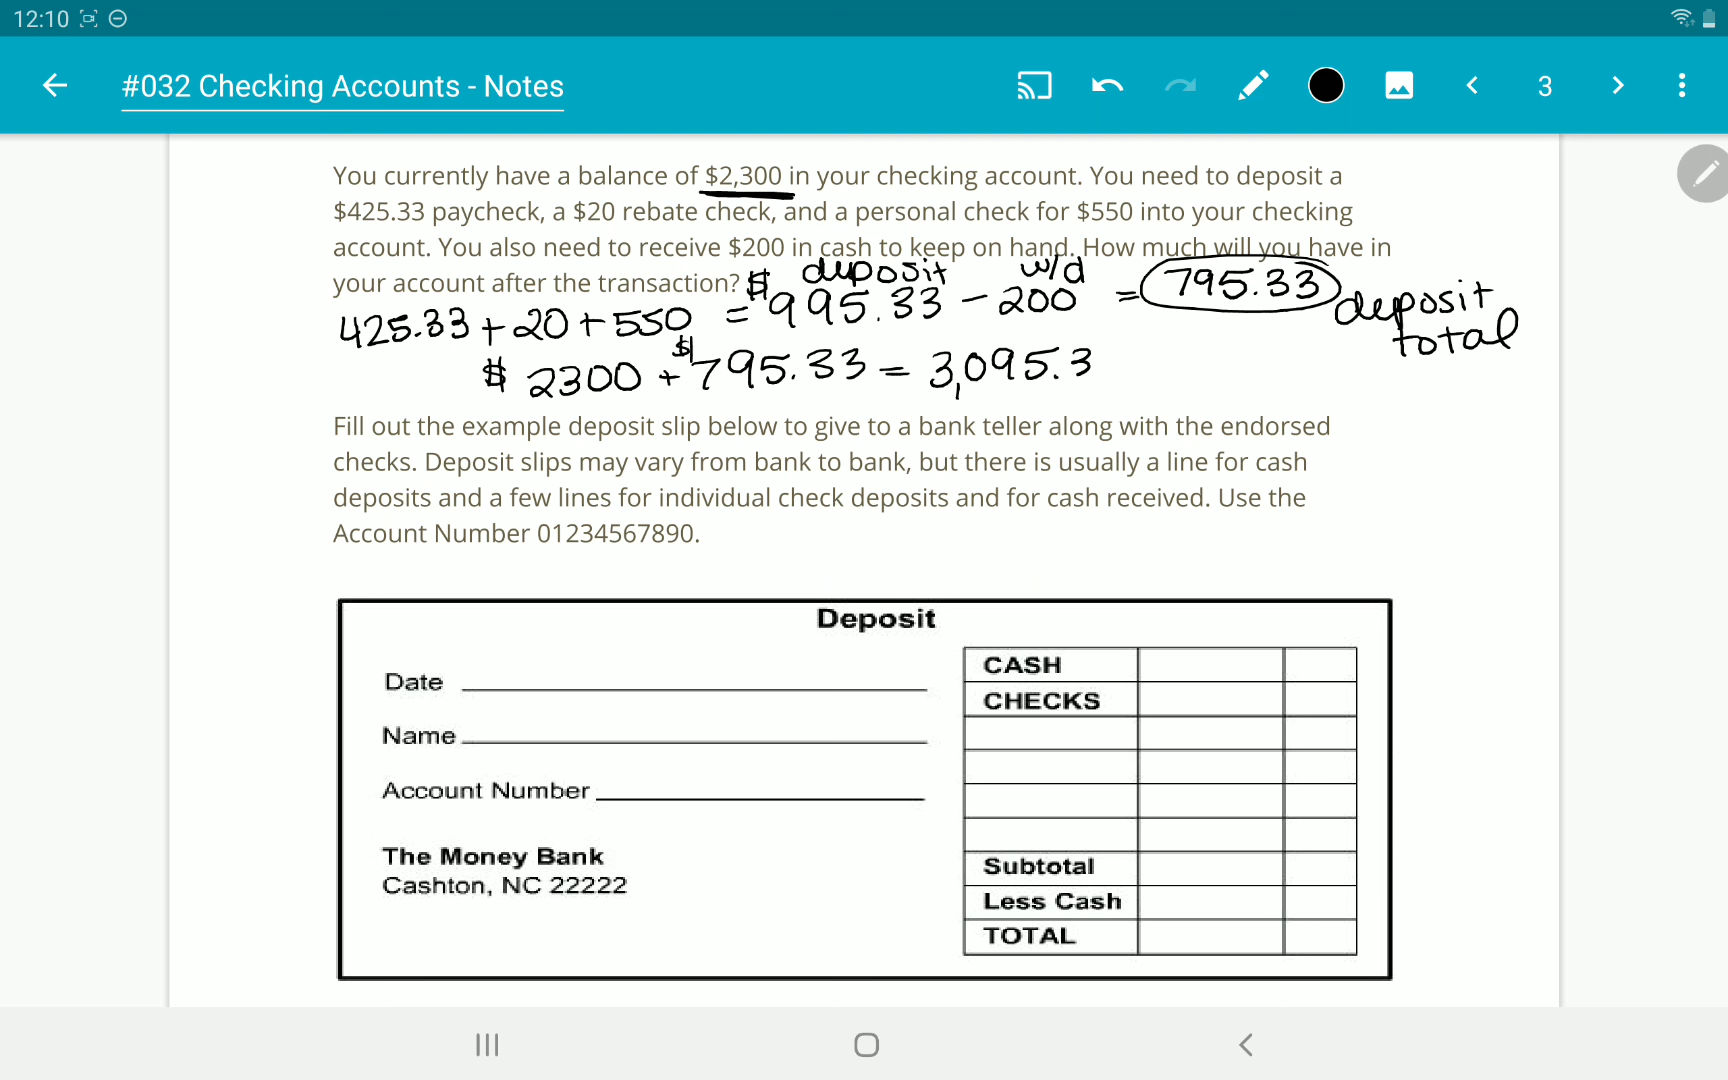 12:10
#032 Checking Accounts - Notes
3
You currently have a balance of $2,300 in your checking account. You need to deposit a
$425.33 paycheck, a $20 rebate check, and a personal check for $550 into your checking
account. You also need to receive $200 in cash to keep on hand. How much will you have in
your account after the transaction?
deposit w/d
425.33 + 20 + 550 = $995.33 - 200 = 795.33 deposit
total
$ 2300 + $795.33 = 3,095.3
Fill out the example deposit slip below to give to a bank teller along with the endorsed
checks. Deposit slips may vary from bank to bank, but there is usually a line for cash
deposits and a few lines for individual check deposits and for cash received. Use the
Account Number 01234567890.
Deposit
Date
Name
Account Number
The Money Bank
Cashton, NC 22222
CASH
CHECKS
Subtotal
Less Cash
TOTAL